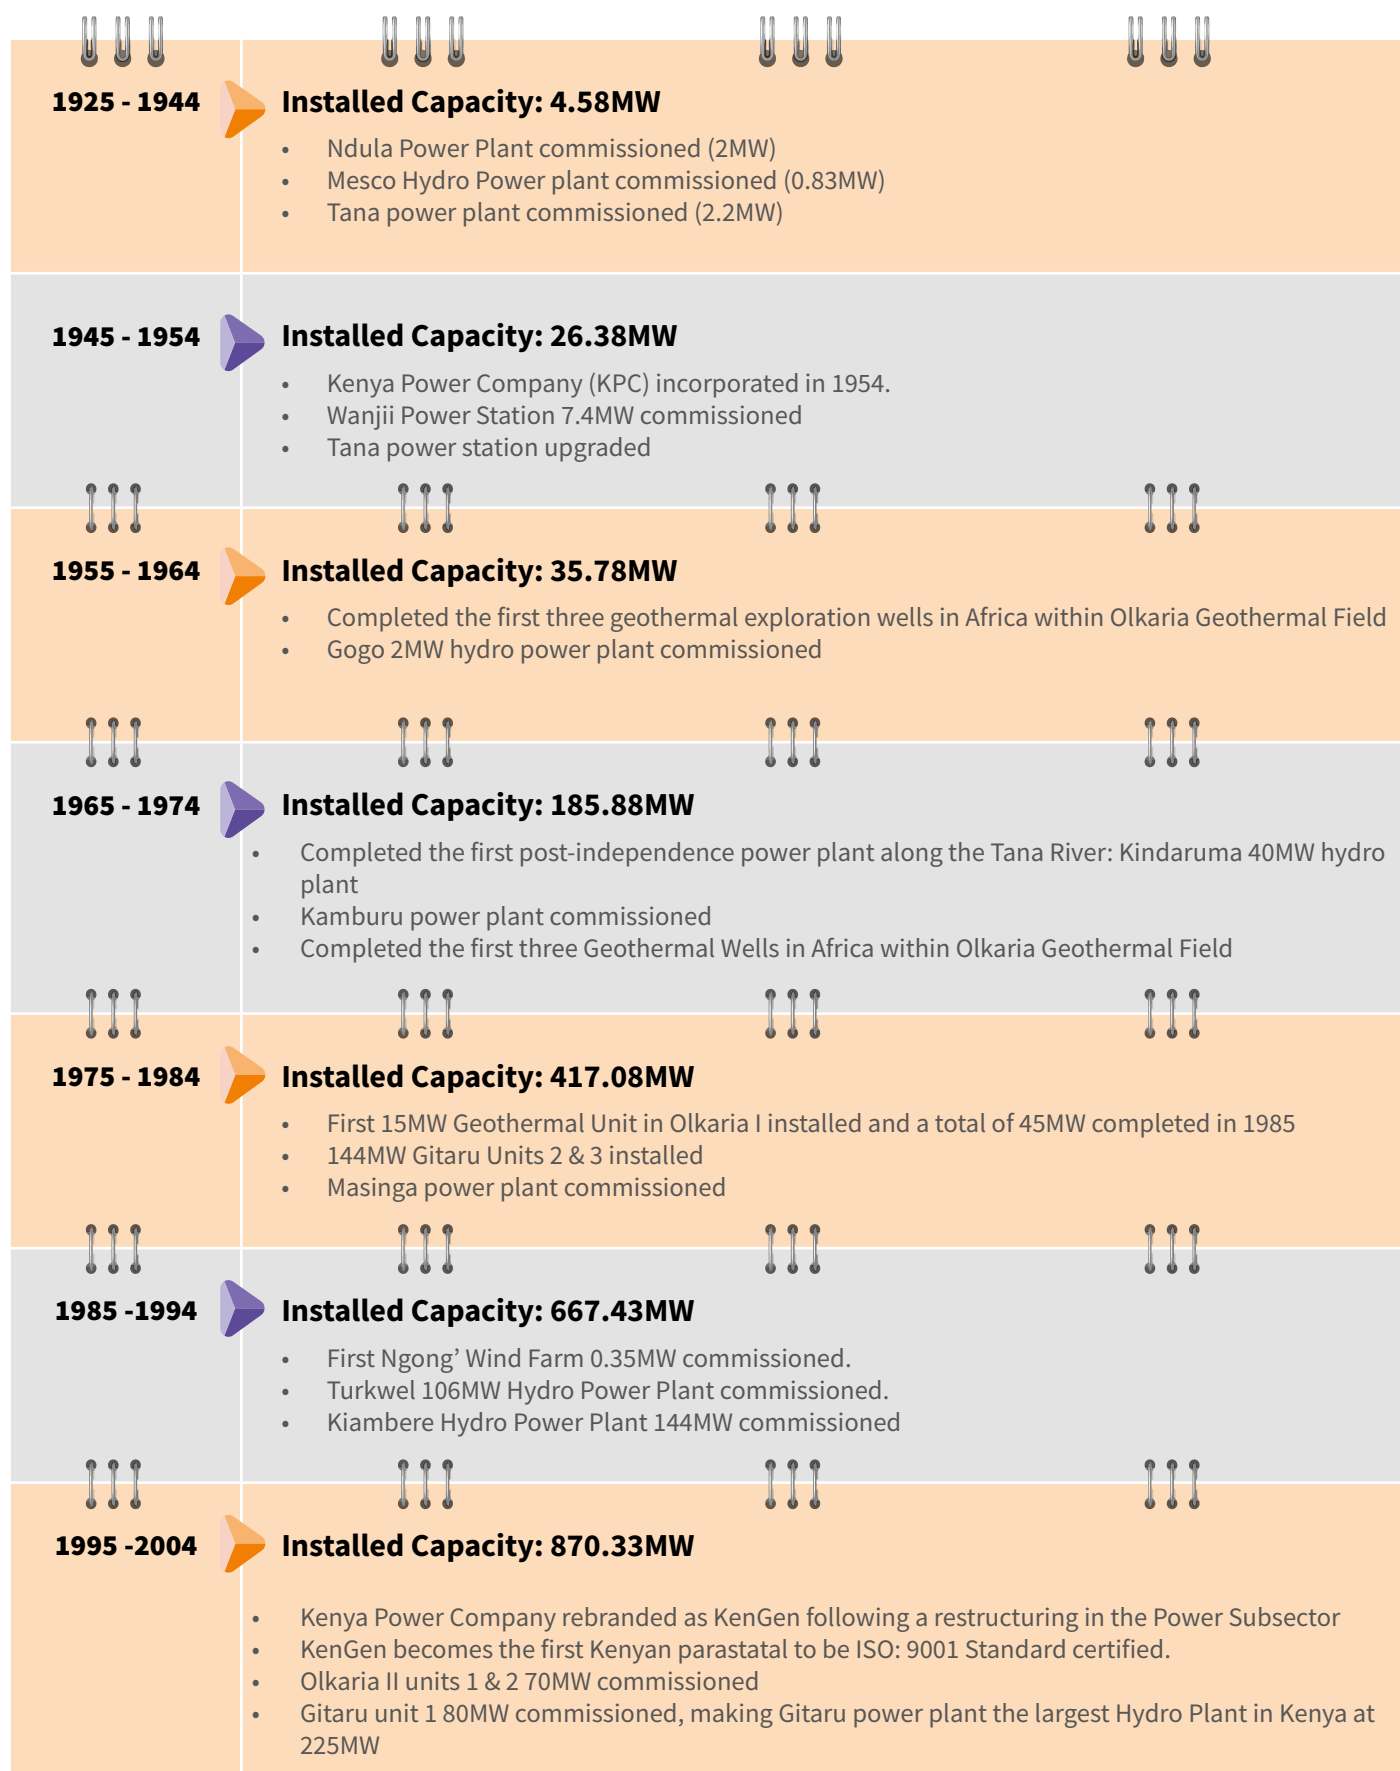 1925 - 1944
Installed Capacity: 4.58MW
• Ndula Power Plant commissioned (2MW)
• Mesco Hydro Power plant commissioned (0.83MW)
• Tana power plant commissioned (2.2MW)
1945 - 1954
Installed Capacity: 26.38MW
• Kenya Power Company (KPC) incorporated in 1954.
• Wanjii Power Station 7.4MW commissioned
• Tana power station upgraded
1955 - 1964
Installed Capacity: 35.78MW
• Completed the first three geothermal exploration wells in Africa within Olkaria Geothermal Field
• Gogo 2MW hydro power plant commissioned
1965 - 1974
Installed Capacity: 185.88MW
• Completed the first post-independence power plant along the Tana River: Kindaruma 40MW hydro
plant
• Kamburu power plant commissioned
• Completed the first three Geothermal Wells in Africa within Olkaria Geothermal Field
1975 - 1984
Installed Capacity: 417.08MW
• First 15MW Geothermal Unit in Olkaria I installed and a total of 45MW completed in 1985
• 144MW Gitaru Units 2 & 3 installed
• Masinga power plant commissioned
1985 -1994
Installed Capacity: 667.43MW
• First Ngong’ Wind Farm 0.35MW commissioned.
• Turkwel 106MW Hydro Power Plant commissioned.
• Kiambere Hydro Power Plant 144MW commissioned
1995 -2004
Installed Capacity: 870.33MW
• Kenya Power Company rebranded as KenGen following a restructuring in the Power Subsector
• KenGen becomes the first Kenyan parastatal to be ISO: 9001 Standard certified.
• Olkaria II units 1 & 2 70MW commissioned
• Gitaru unit 1 80MW commissioned, making Gitaru power plant the largest Hydro Plant in Kenya at
225MW